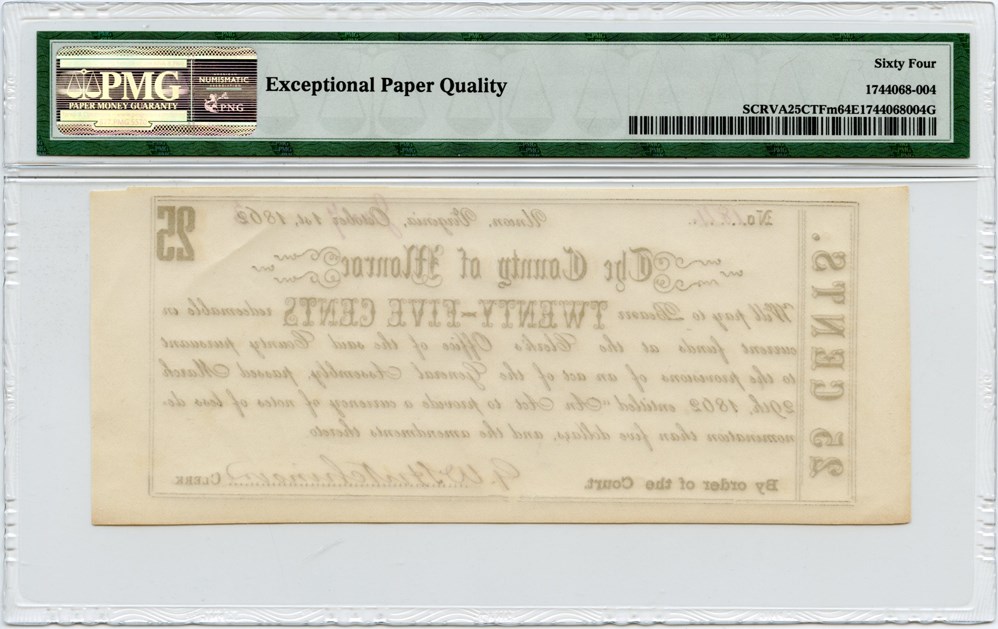 PMG
PAPER MONEY GUARANTY
NUMISMATIC
PNG
Exceptional Paper Quality
Sixty Four
1744068-004
SCRVA25CTFm64E1744068004G
25
No.
Union, Virginia, October 1st, 1862
The County of Monroe
Will pay to Bearer TWENTY-FIVE CENTS redeemable in
current funds at the Clerk's Office of the said County pursuant
to the provisions of an act of the General Assembly, passed March
29th, 1862, entitled "An Act to provide a currency of notes of less de-
nomination than five dollars, and the amendments thereto.
By order of the Court.
CLERK
25 CENTS.